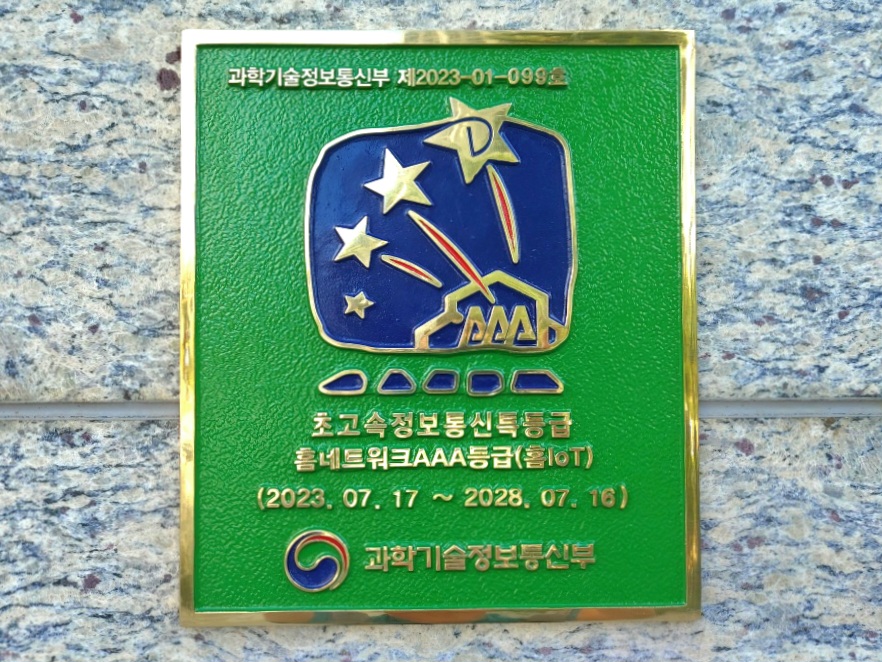 과학기술정보통신부 제2023-01-099호
D
AAA
초고속정보통신특등급
홈네트워크AAA등급(홈IoT)
(2023. 07. 17 ~ 2028. 07. 16)
과학기술정보통신부